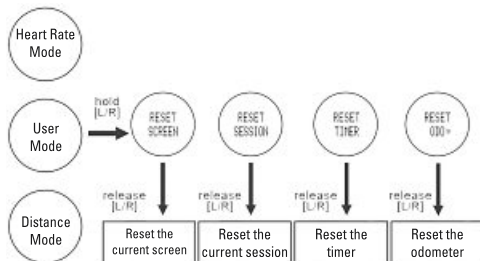 Heart Rate
Mode
hold
[L/R]
User
Mode
RESET
SCREEN
RESET
SESSION
RESET
TIMER
RESET
ODO+
release
[L/R]
release
[L/R]
release
[L/R]
release
[L/R]
Distance
Mode
Reset the
current screen
Reset the
current session
Reset the
timer
Reset the
odometer